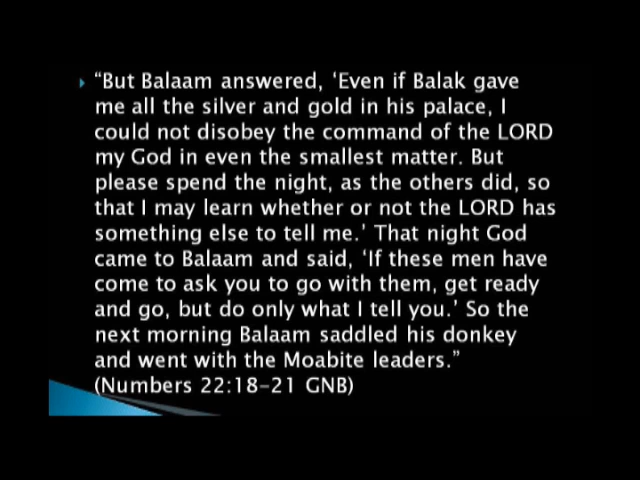 “But Balaam answered, ‘Even if Balak gave
me all the silver and gold in his palace, I
could not disobey the command of the LORD
my God in even the smallest matter. But
please spend the night, as the others did, so
that I may learn whether or not the LORD has
something else to tell me.’ That night God
came to Balaam and said, ‘If these men have
come to ask you to go with them, get ready
and go, but do only what I tell you.’ So the
next morning Balaam saddled his donkey
and went with the Moabite leaders.”
(Numbers 22:18-21 GNB)